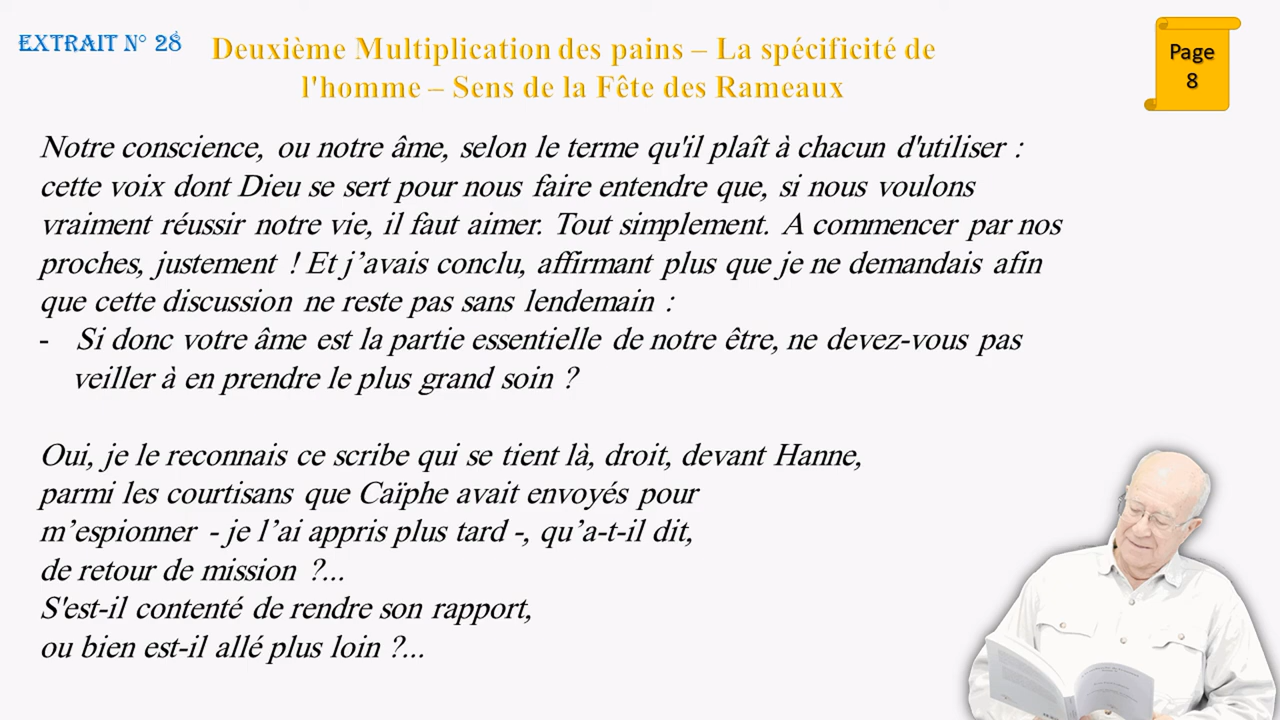 EXTRAIT N° 28
Deuxième Multiplication des pains – La spécificité de
l'homme – Sens de la Fête des Rameaux
Page
8
Notre conscience, ou notre âme, selon le terme qu'il plaît à chacun d'utiliser :
cette voix dont Dieu se sert pour nous faire entendre que, si nous voulons
vraiment réussir notre vie, il faut aimer. Tout simplement. A commencer par nos
proches, justement ! Et j’avais conclu, affirmant plus que je ne demandais afin
que cette discussion ne reste pas sans lendemain :
- Si donc votre âme est la partie essentielle de notre être, ne devez-vous pas
veiller à en prendre le plus grand soin ?
Oui, je le reconnais ce scribe qui se tient là, droit, devant Hanne,
parmi les courtisans que Caïphe avait envoyés pour
m’espionner - je l’ai appris plus tard -, qu’a-t-il dit,
de retour de mission ?...
S'est-il contenté de rendre son rapport,
ou bien est-il allé plus loin ?...